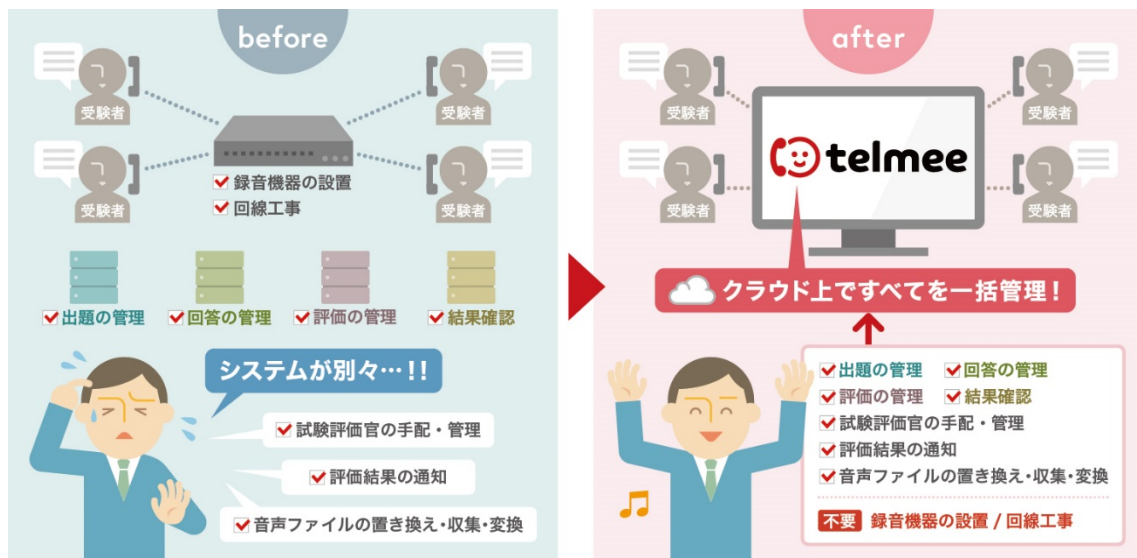 before
受験者
受験者
受験者
受験者
録音機器の設置
回線工事
出題の管理
回答の管理
評価の管理
結果確認
システムが別々…!!
試験評価官の手配・管理
評価結果の通知
音声ファイルの置き換え・収集・変換
after
受験者
受験者
受験者
受験者
telmee
クラウド上ですべてを一括管理！
出題の管理 回答の管理
評価の管理 結果確認
試験評価官の手配・管理
評価結果の通知
音声ファイルの置き換え・収集・変換
不要 録音機器の設置 / 回線工事